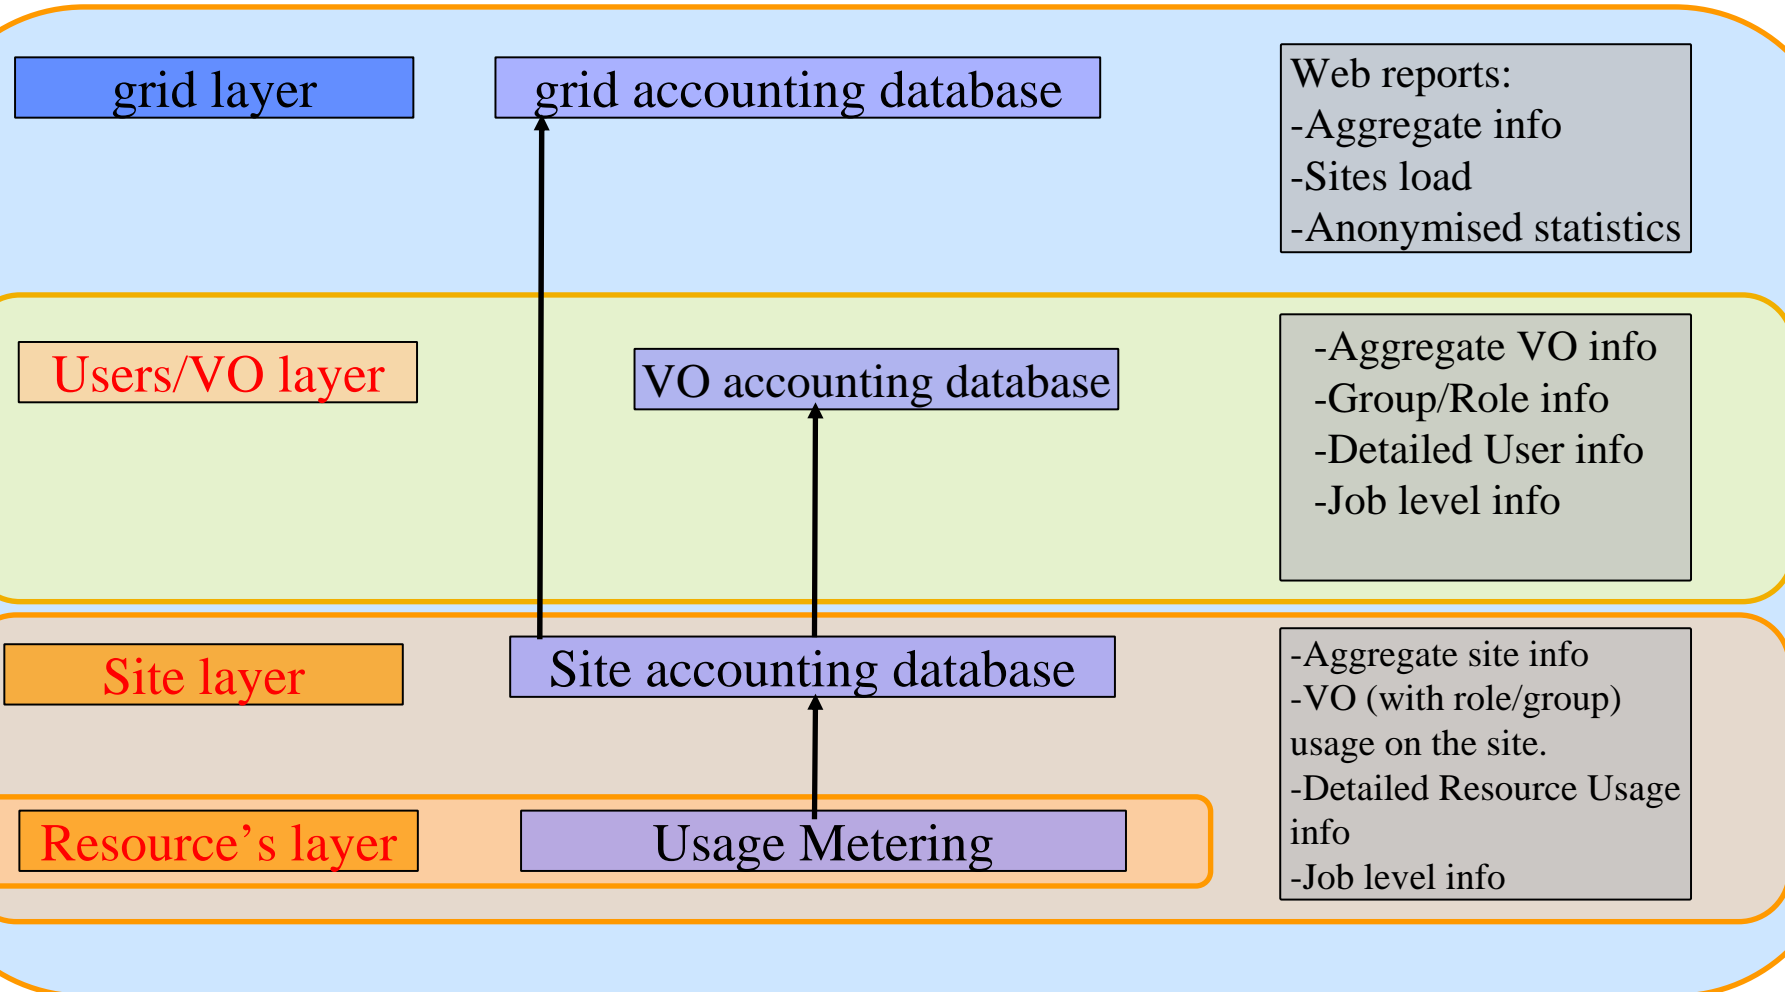 grid layer
grid accounting database
Web reports:
-Aggregate info
-Sites load
-Anonymised statistics
Users/VO layer
VO accounting database
-Aggregate VO info
-Group/Role info
-Detailed User info
-Job level info
Site layer
Site accounting database
-Aggregate site info
-VO (with role/group)
usage on the site.
-Detailed Resource Usage
info
-Job level info
Resource’s layer
Usage Metering